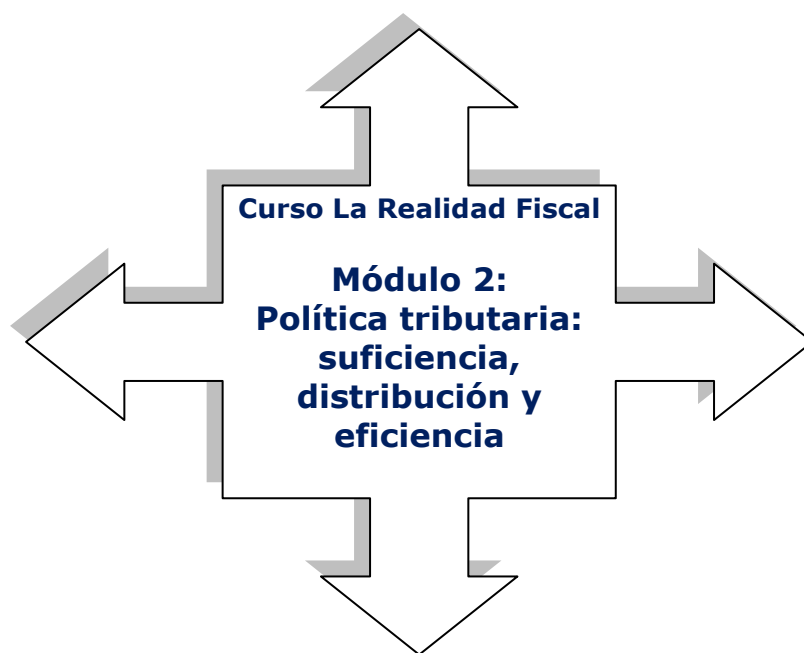 Curso La Realidad Fiscal
Módulo 2:
Política tributaria:
suficiencia,
distribución y
eficiencia